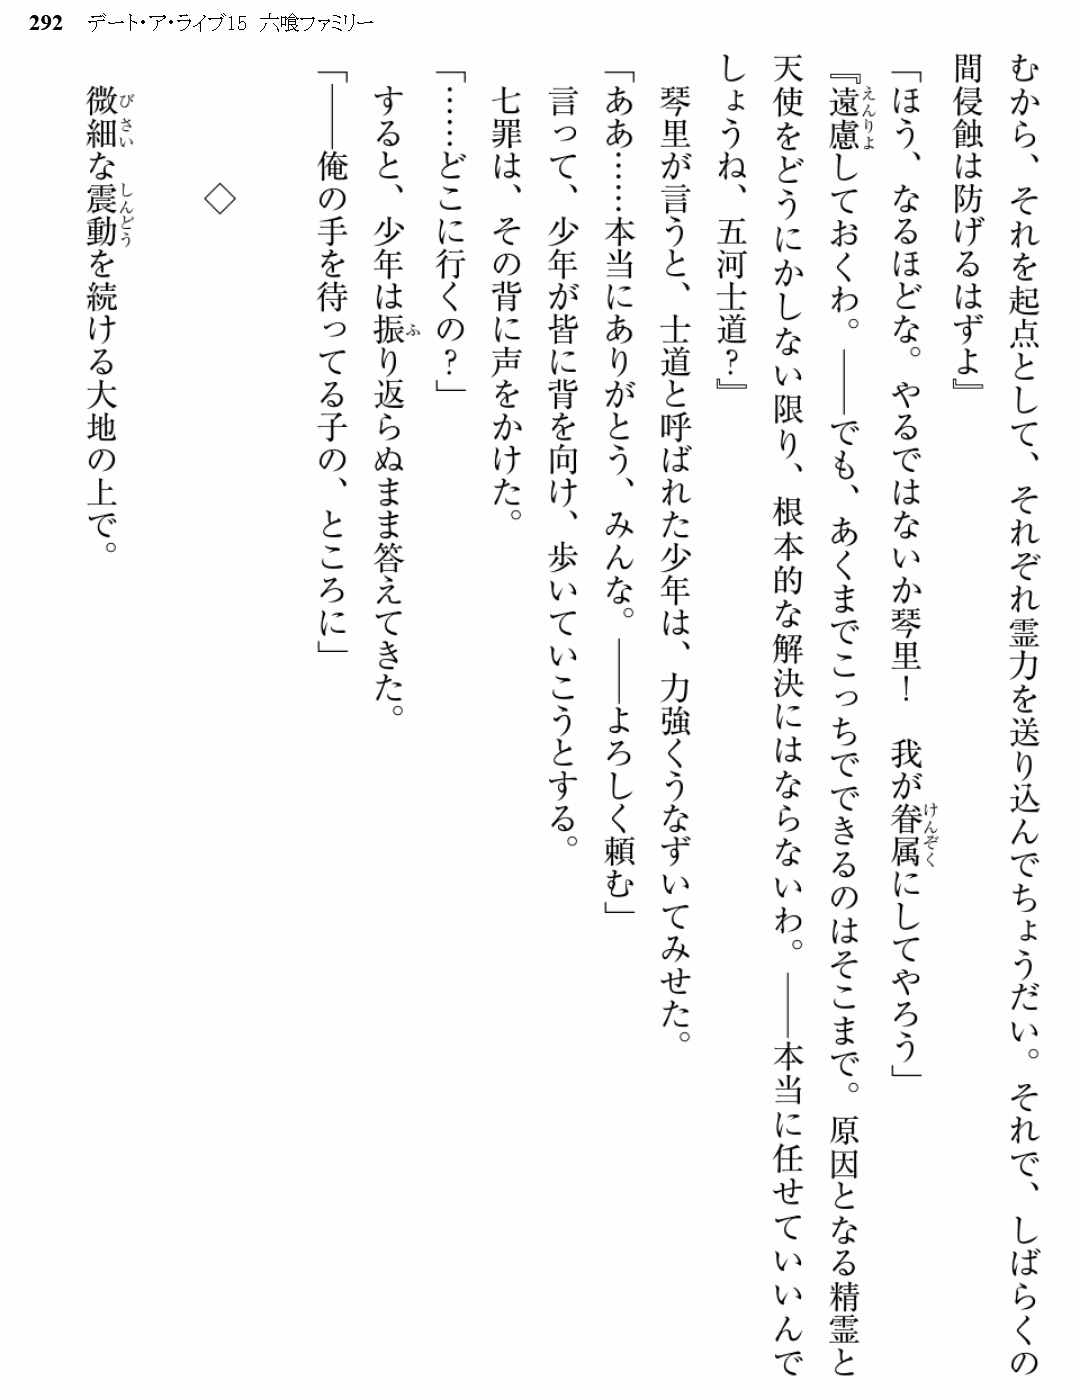 292 デート・ア・ライブ15 六喰ファミリー
むから、それを起点として、それぞれ霊力を送り込んでちょうだい。それで、しばらくの
間侵蝕は防げるはずよ』
「ほう、なるほどな。やるではないか琴里！　我が眷属にしてやろう」
『遠慮しておくわ。――でも、あくまでこっちでできるのはそこまで。原因となる精霊と
天使をどうにかしない限り、根本的な解決にはならないわ。――本当に任せていいんで
しょうね、五河士道？』
琴里が言うと、士道と呼ばれた少年は、力強くうなずいてみせた。
「ああ……本当にありがとう、みんな。――よろしく頼む」
言って、少年が皆に背を向け、歩いていこうとする。
七罪は、その背に声をかけた。
「……どこに行くの？」
すると、少年は振り返らぬまま答えてきた。
「――俺の手を待ってる子の、ところに」
◇
微細な震動を続ける大地の上で。